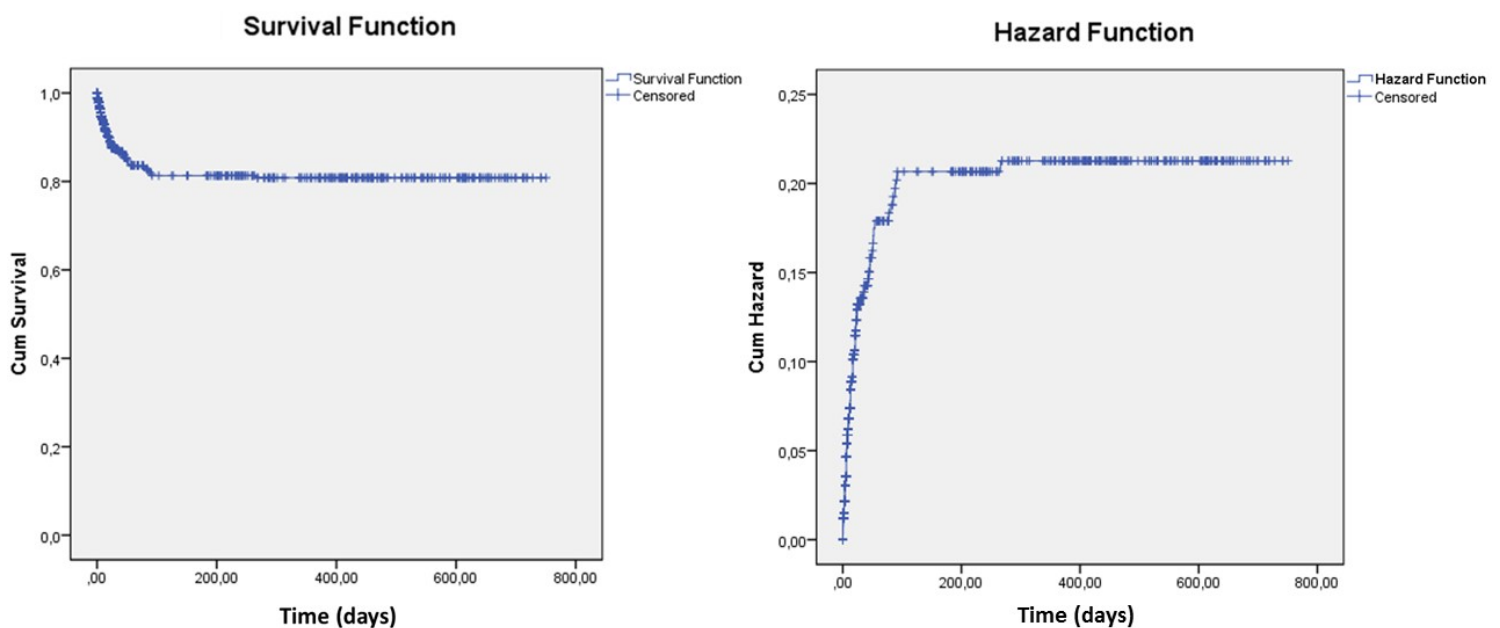 Survival Function
Survival Function
Censored
1,0
0,8
0,6
0,4
0,2
0,0
Cum Survival
,00
200,00
400,00
600,00
800,00
Time (days)
Hazard Function
Hazard Function
Censored
0,25
0,20
0,15
0,10
0,05
0,00
Cum Hazard
,00
200,00
400,00
600,00
800,00
Time (days)